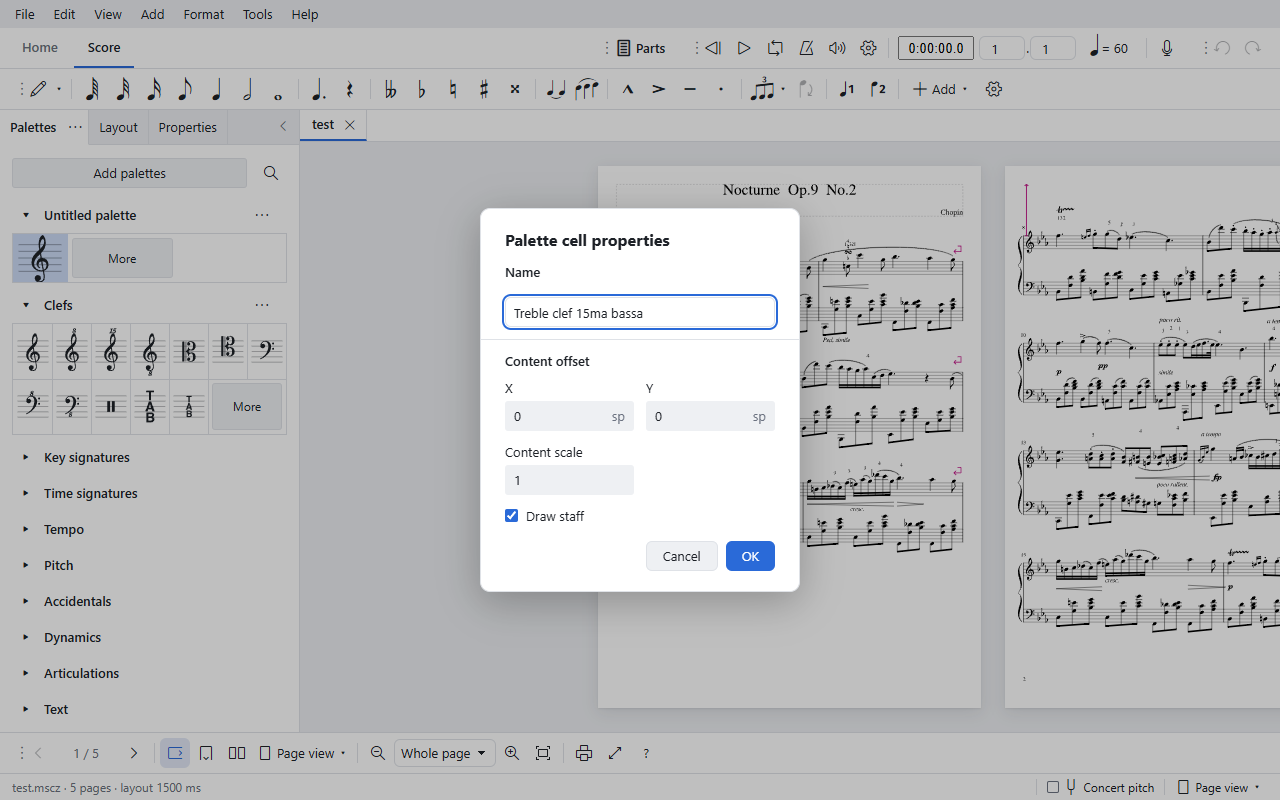 File Edit View Add Format Tools Help
Home Score Parts 0:00:00.0 1 . 1 = 60
3 1 2 Add
Palettes Layout Properties test
Add palettes
Untitled palette
More
Clefs
More
Key signatures
Time signatures
Tempo
Pitch
Accidentals
Dynamics
Articulations
Text
Nocturne Op.9 No.2
Chopin
Palette cell properties
Name
Treble clef 15ma bassa
Content offset
X Y
0 sp 0 sp
Content scale
1
Draw staff
Cancel OK
1 / 5 Page view Whole page ?
test.mscz · 5 pages · layout 1500 ms Concert pitch Page view